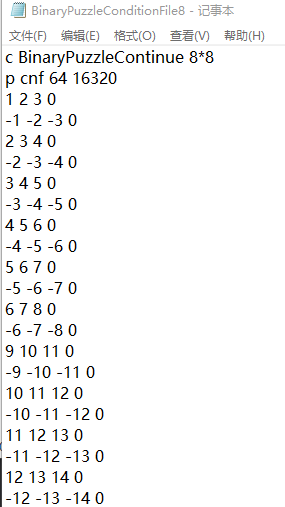 BinaryPuzzleConditionFile8 - 记事本
文件(F) 编辑(E) 格式(O) 查看(V) 帮助(H)
c BinaryPuzzleContinue 8*8
p cnf 64 16320
1 2 3 0
-1 -2 -3 0
2 3 4 0
-2 -3 -4 0
3 4 5 0
-3 -4 -5 0
4 5 6 0
-4 -5 -6 0
5 6 7 0
-5 -6 -7 0
6 7 8 0
-6 -7 -8 0
9 10 11 0
-9 -10 -11 0
10 11 12 0
-10 -11 -12 0
11 12 13 0
-11 -12 -13 0
12 13 14 0
-12 -13 -14 0